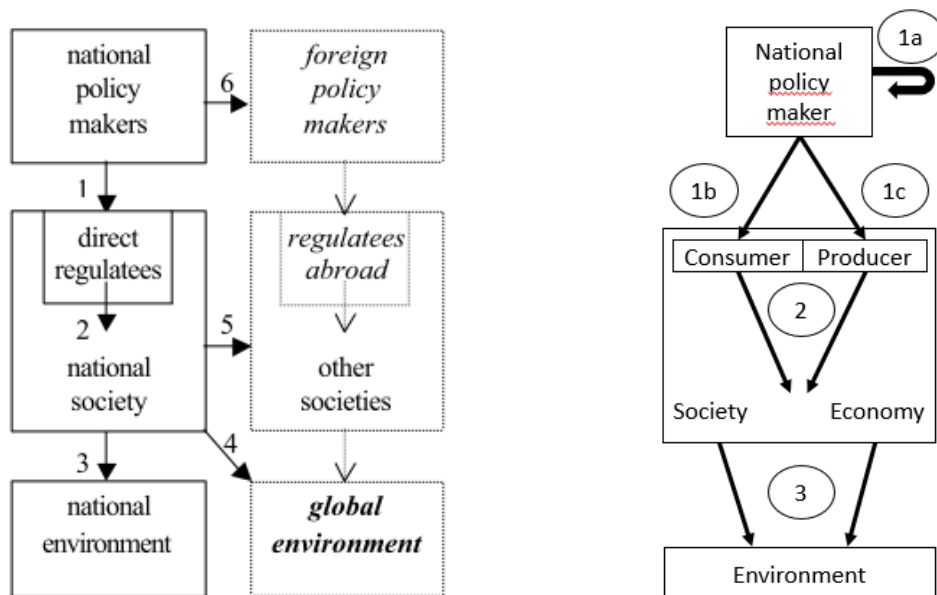 national
policy
makers
6
foreign
policy
makers
1
direct
regulatees
2
national
society
5
regulatees
abroad
other
societies
3
4
national
environment
global
environment
National
policy
maker
1a
1b
1c
Consumer
Producer
2
Society
Economy
3
Environment